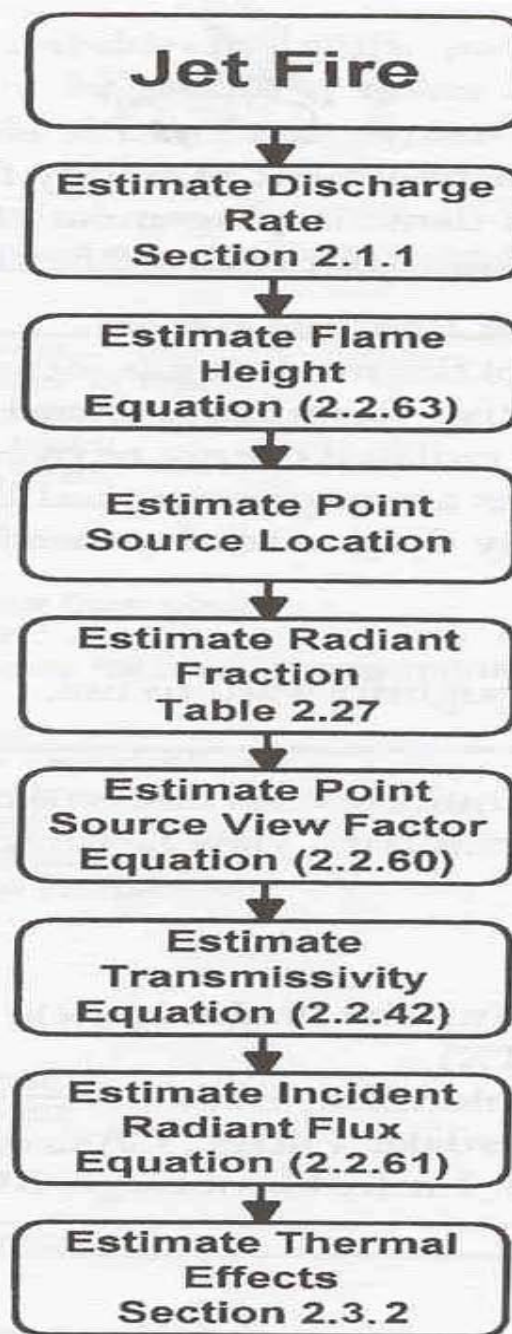 Jet Fire
Estimate Discharge
Rate
Section 2.1.1
Estimate Flame
Height
Equation (2.2.63)
Estimate Point
Source Location
Estimate Radiant
Fraction
Table 2.27
Estimate Point
Source View Factor
Equation (2.2.60)
Estimate
Transmissivity
Equation (2.2.42)
Estimate Incident
Radiant Flux
Equation (2.2.61)
Estimate Thermal
Effects
Section 2.3.2